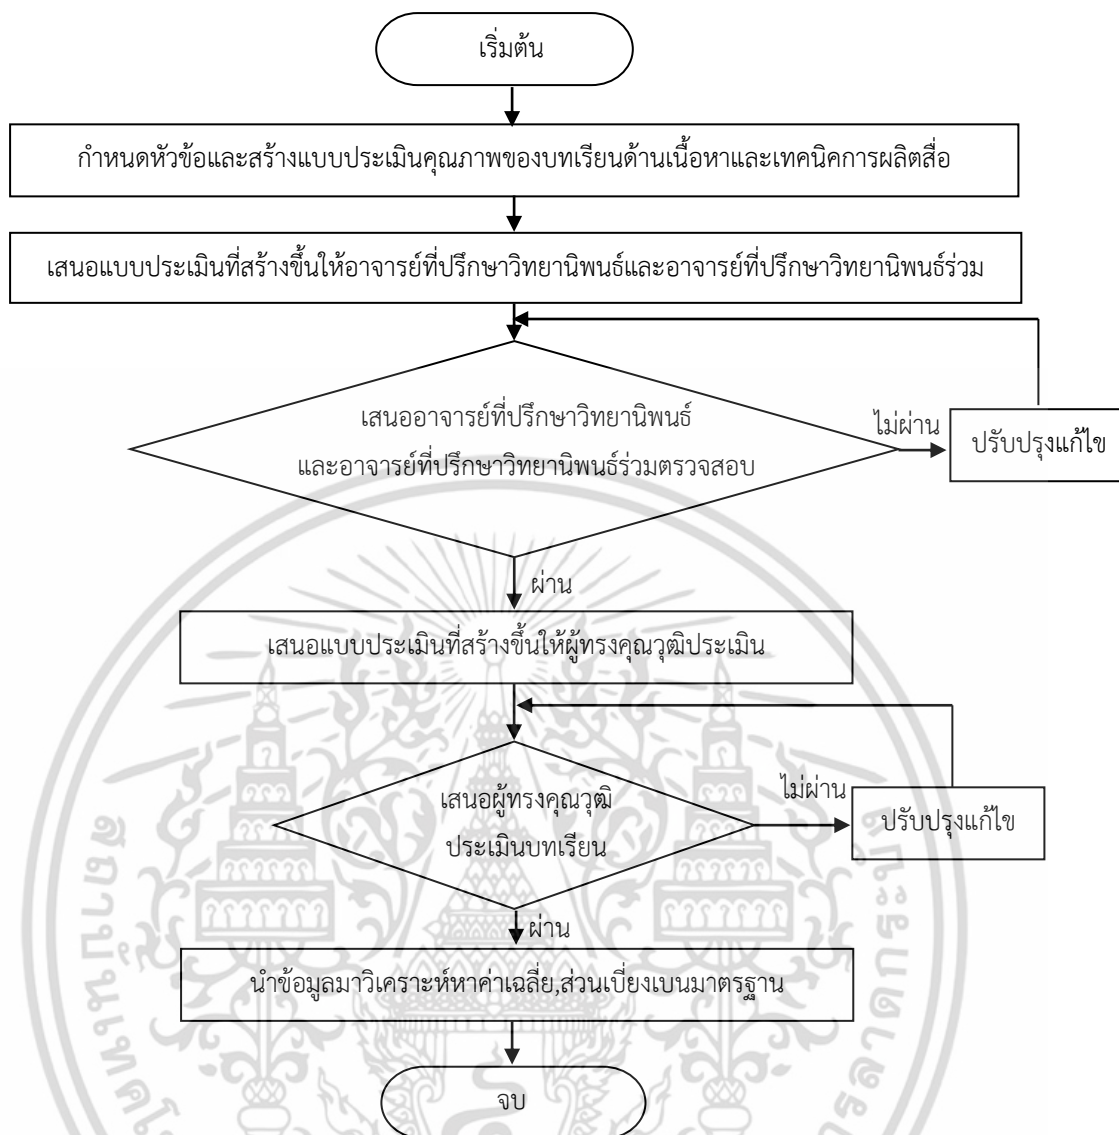 เริ่มต้น
กำหนดหัวข้อและสร้างแบบประเมินคุณภาพของบทเรียนด้านเนื้อหาและเทคนิคการผลิตสื่อ
เสนอแบบประเมินที่สร้างขึ้นให้อาจารย์ที่ปรึกษาวิทยานิพนธ์และอาจารย์ที่ปรึกษาวิทยานิพนธ์ร่วม
เสนออาจารย์ที่ปรึกษาวิทยานิพนธ์
และอาจารย์ที่ปรึกษาวิทยานิพนธ์ร่วมตรวจสอบ
ไม่ผ่าน
ปรับปรุงแก้ไข
ผ่าน
เสนอแบบประเมินที่สร้างขึ้นให้ผู้ทรงคุณวุฒิประเมิน
เสนอผู้ทรงคุณวุฒิ
ประเมินบทเรียน
ไม่ผ่าน
ปรับปรุงแก้ไข
ผ่าน
นำข้อมูลมาวิเคราะห์หาค่าเฉลี่ย,ส่วนเบี่ยงเบนมาตรฐาน
จบ